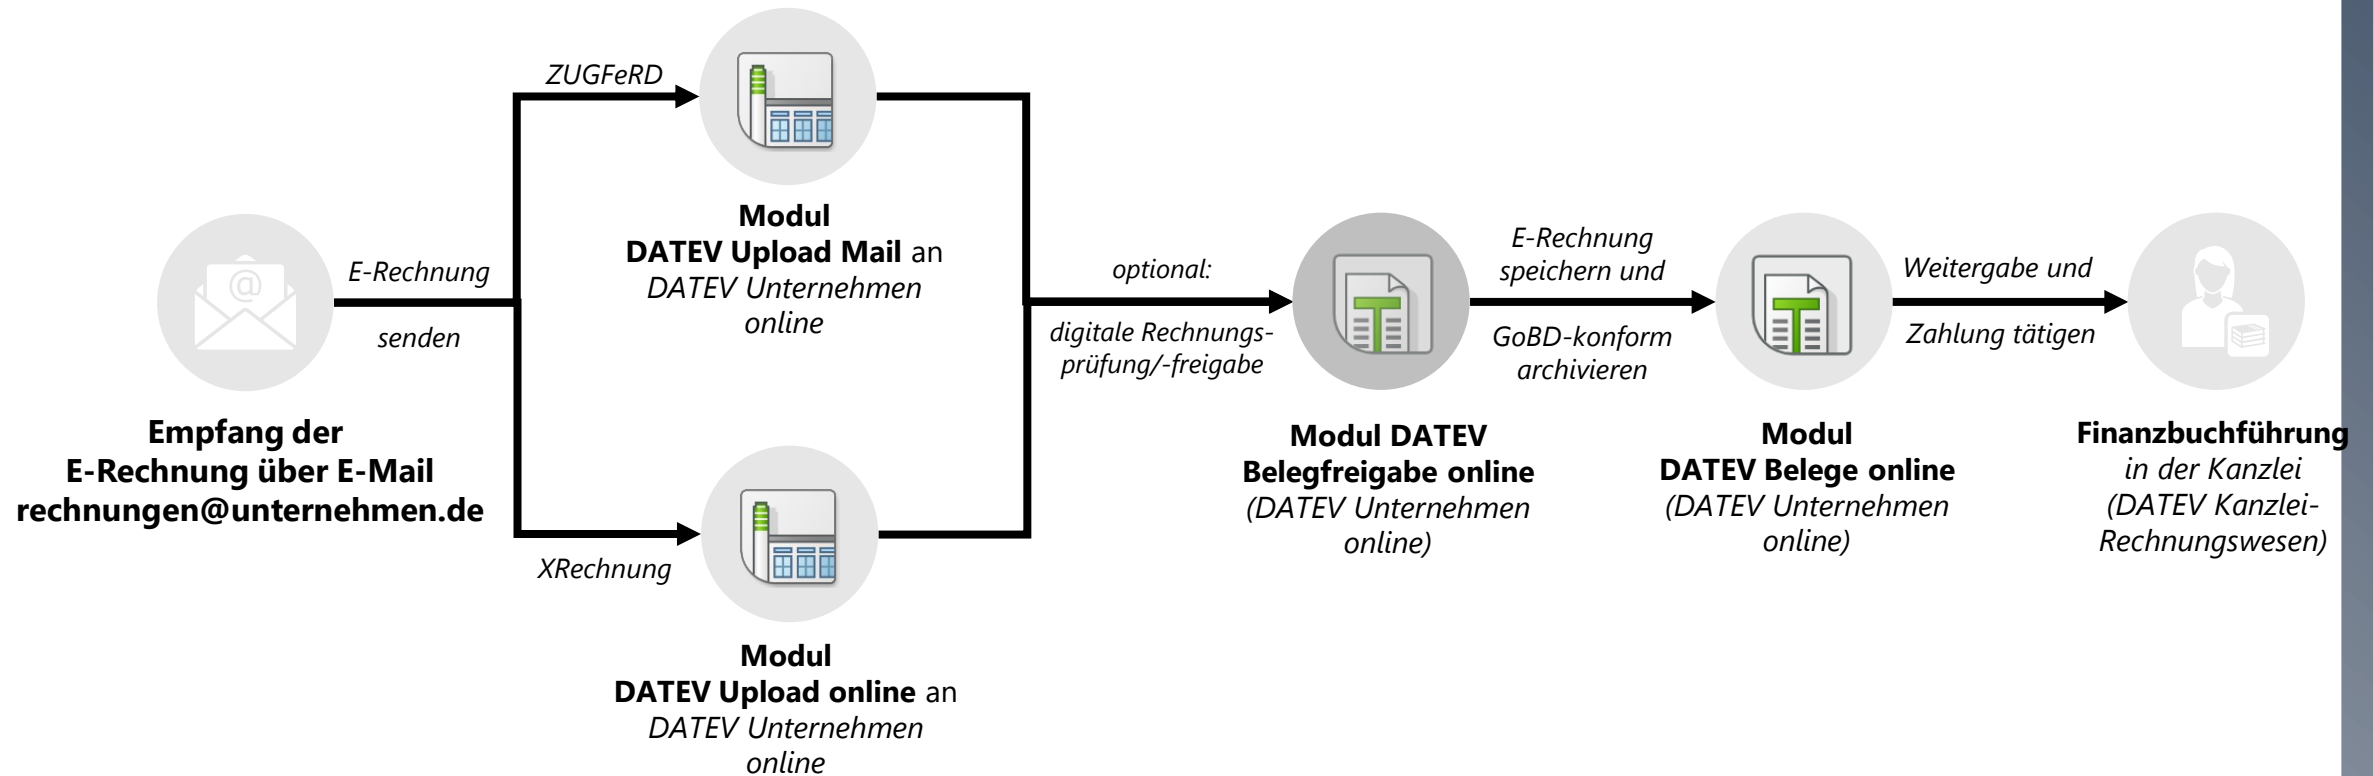 Empfang der
E-Rechnung über E-Mail
rechnungen@unternehmen.de
@
E-Rechnung
senden
ZUGFeRD
Modul
DATEV Upload Mail an
DATEV Unternehmen
online
XRechnung
Modul
DATEV Upload online an
DATEV Unternehmen
online
optional:
digitale Rechnungs-
prüfung/-freigabe
Modul DATEV
Belegfreigabe online
(DATEV Unternehmen
online)
E-Rechnung
speichern und
GoBD-konform
archivieren
Modul
DATEV Belege online
(DATEV Unternehmen
online)
Weitergabe und
Zahlung tätigen
Finanzbuchführung
in der Kanzlei
(DATEV Kanzlei-
Rechnungswesen)